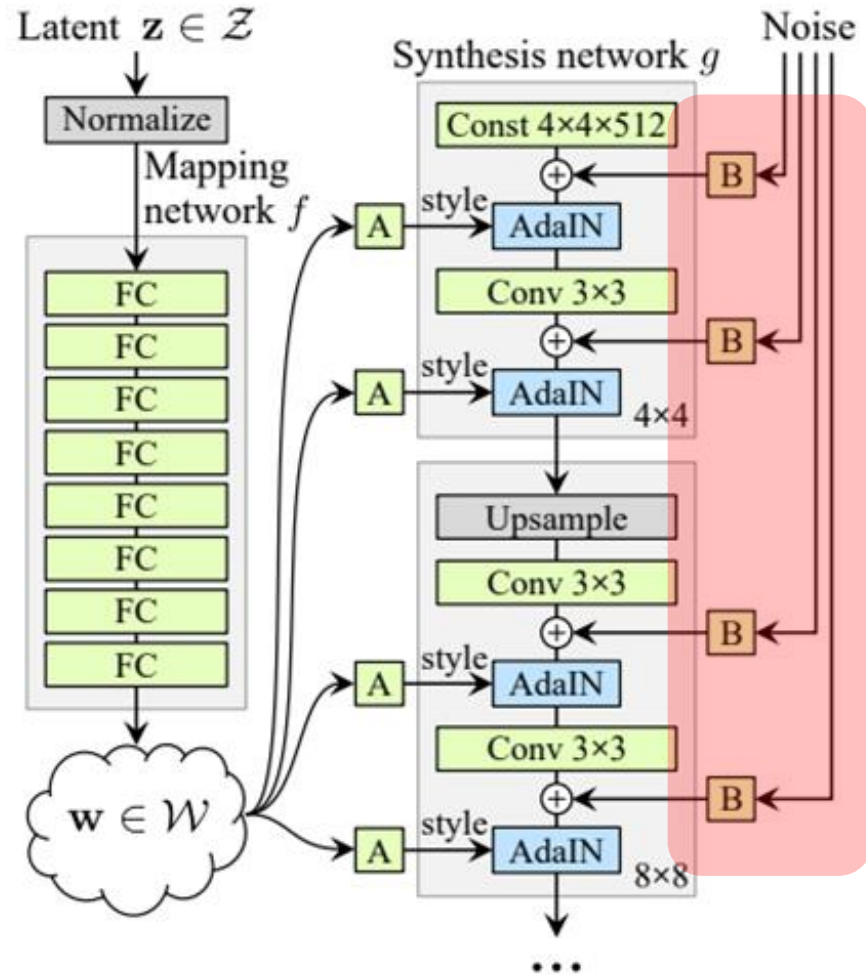 Latent z ∈ Z
Normalize
Mapping
network f
FC
FC
FC
FC
FC
FC
FC
FC
w ∈ W
Synthesis network g
Noise
Const 4×4×512
B
A
style
AdaIN
Conv 3×3
B
A
style
AdaIN
4×4
Upsample
Conv 3×3
B
A
style
AdaIN
Conv 3×3
B
A
style
AdaIN
8×8
...